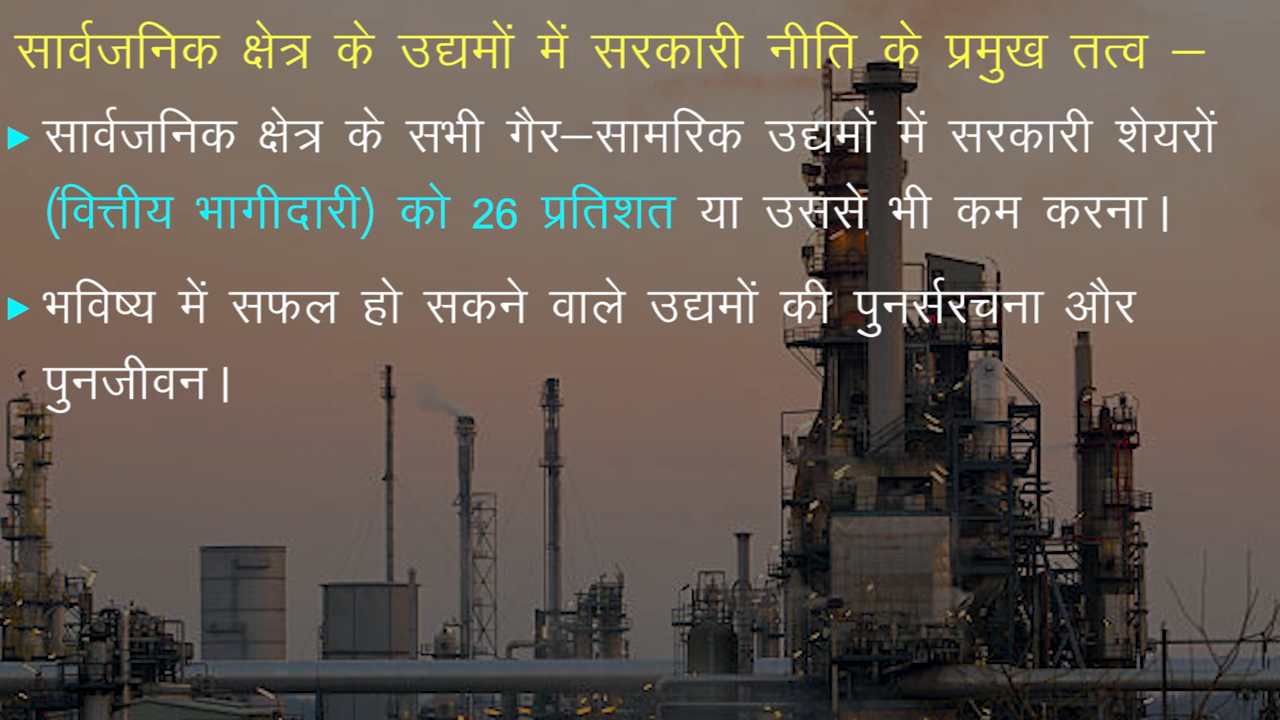 सार्वजनिक क्षेत्र के उद्यमों में सरकारी नीति के प्रमुख तत्व –
▶ सार्वजनिक क्षेत्र के सभी गैर–सामरिक उद्यमों में सरकारी शेयरों
(वित्तीय भागीदारी) को 26 प्रतिशत या उससे भी कम करना।
▶ भविष्य में सफल हो सकने वाले उद्यमों की पुनर्सरचना और
पुनजीवन।